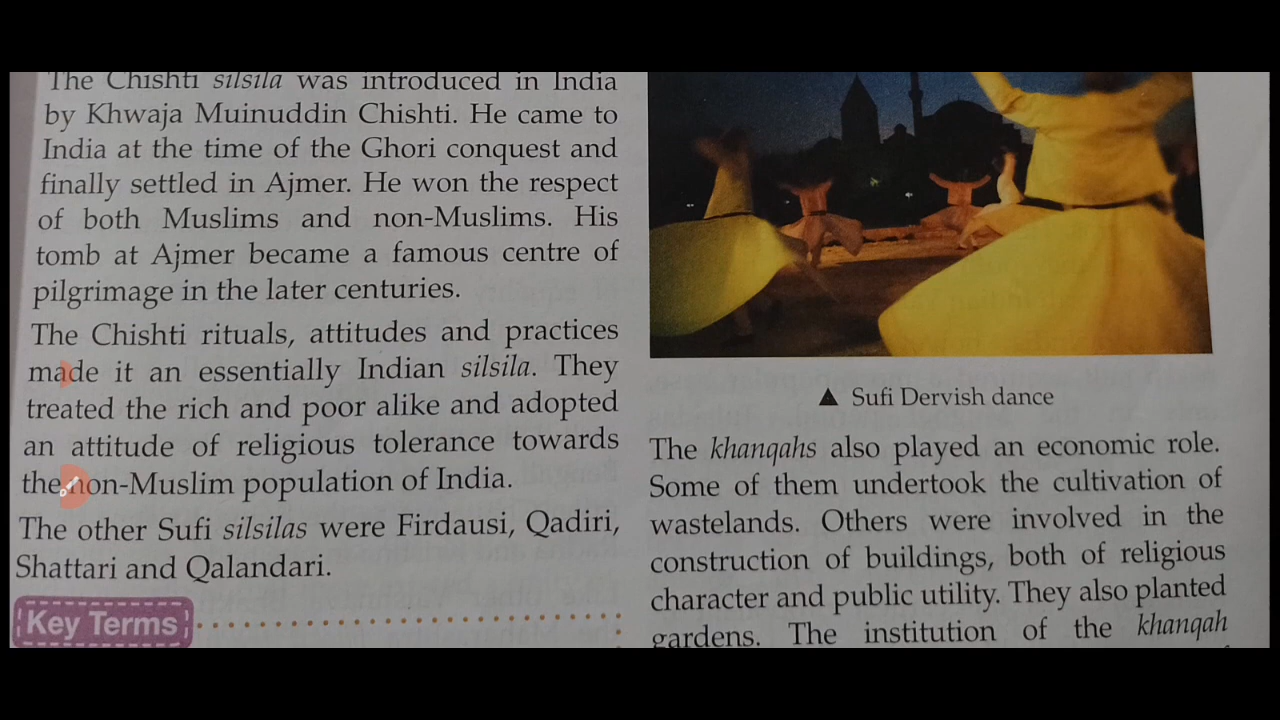 The Chishti silsila was introduced in India
by Khwaja Muinuddin Chishti. He came to
India at the time of the Ghori conquest and
finally settled in Ajmer. He won the respect
of both Muslims and non-Muslims. His
tomb at Ajmer became a famous centre of
pilgrimage in the later centuries.
The Chishti rituals, attitudes and practices
made it an essentially Indian silsila. They
treated the rich and poor alike and adopted
an attitude of religious tolerance towards
the non-Muslim population of India.
The other Sufi silsilas were Firdausi, Qadiri,
Shattari and Qalandari.
Key Terms
▲ Sufi Dervish dance
The khanqahs also played an economic role.
Some of them undertook the cultivation of
wastelands. Others were involved in the
construction of buildings, both of religious
character and public utility. They also planted
gardens. The institution of the khanqah